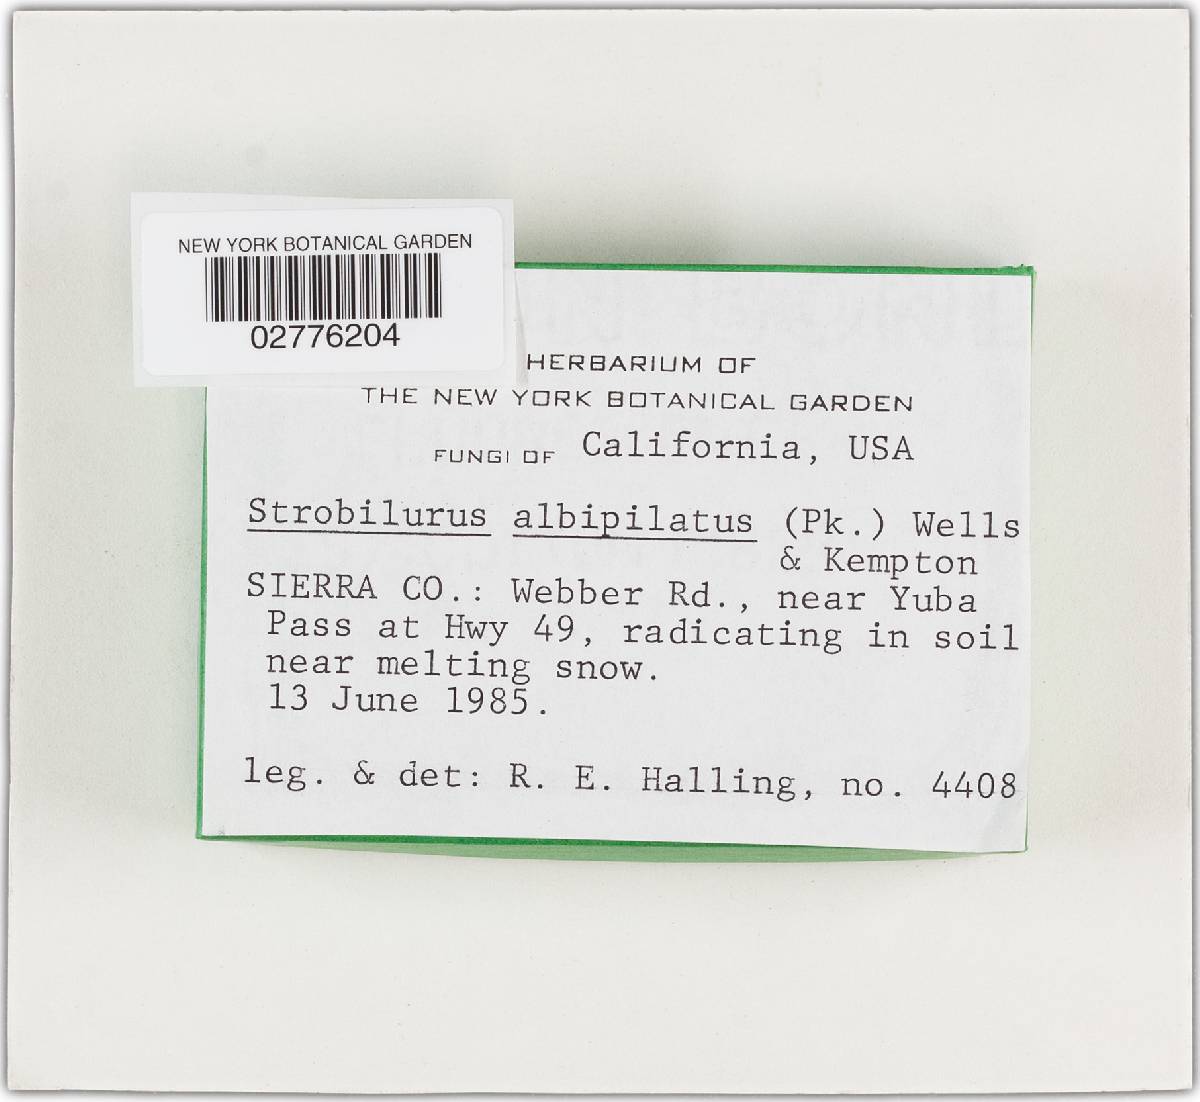 NEW YORK BOTANICAL GARDEN
02776204
HERBARIUM OF
THE NEW YORK BOTANICAL GARDEN
FUNGI OF California, USA
Strobilurus albipilatus (Pk.) Wells
& Kempton
SIERRA CO.: Webber Rd., near Yuba
Pass at Hwy 49, radicating in soil
near melting snow.
13 June 1985.
leg. & det: R. E. Halling, no. 4408